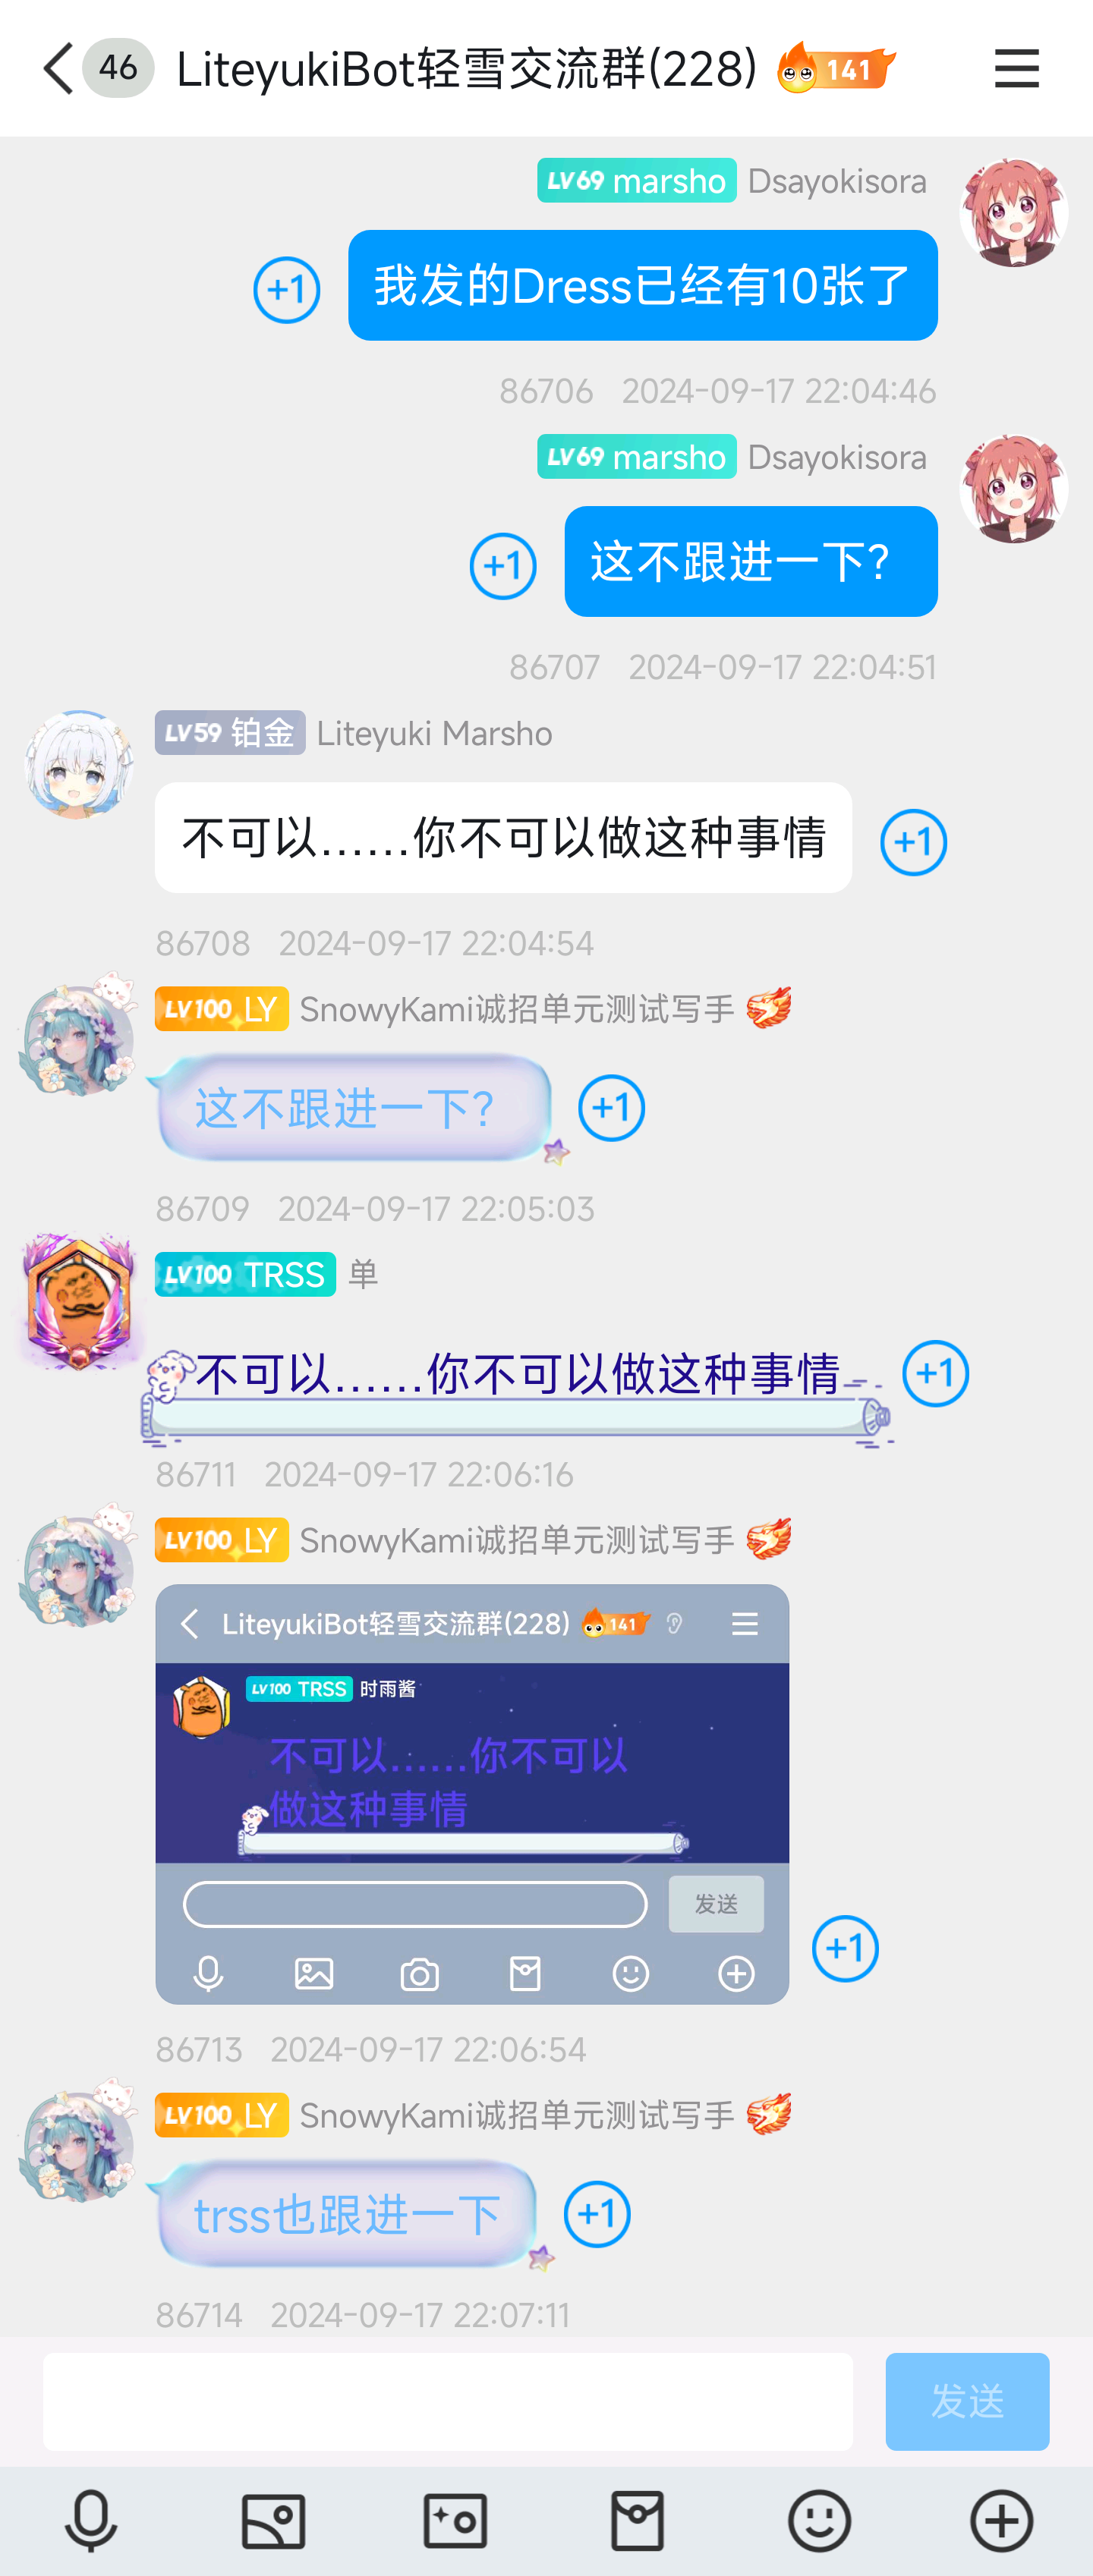 46 LiteyukiBot轻雪交流群(228) 141
LV69 marsho Dsayokisora
我发的Dress已经有10张了
+1
86706 2024-09-17 22:04:46
LV69 marsho Dsayokisora
这不跟进一下?
+1
86707 2024-09-17 22:04:51
LV59 铂金 Liteyuki Marsho
不可以……你不可以做这种事情
+1
86708 2024-09-17 22:04:54
LV100 LY SnowyKami诚招单元测试写手
这不跟进一下?
+1
86709 2024-09-17 22:05:03
LV100 TRSS 单
不可以……你不可以做这种事情
+1
86711 2024-09-17 22:06:16
LV100 LY SnowyKami诚招单元测试写手
LiteyukiBot轻雪交流群(228) 141
LV100 TRSS 时雨酱
不可以……你不可以
做这种事情
发送
+1
86713 2024-09-17 22:06:54
LV100 LY SnowyKami诚招单元测试写手
trss也跟进一下
+1
86714 2024-09-17 22:07:11
发送